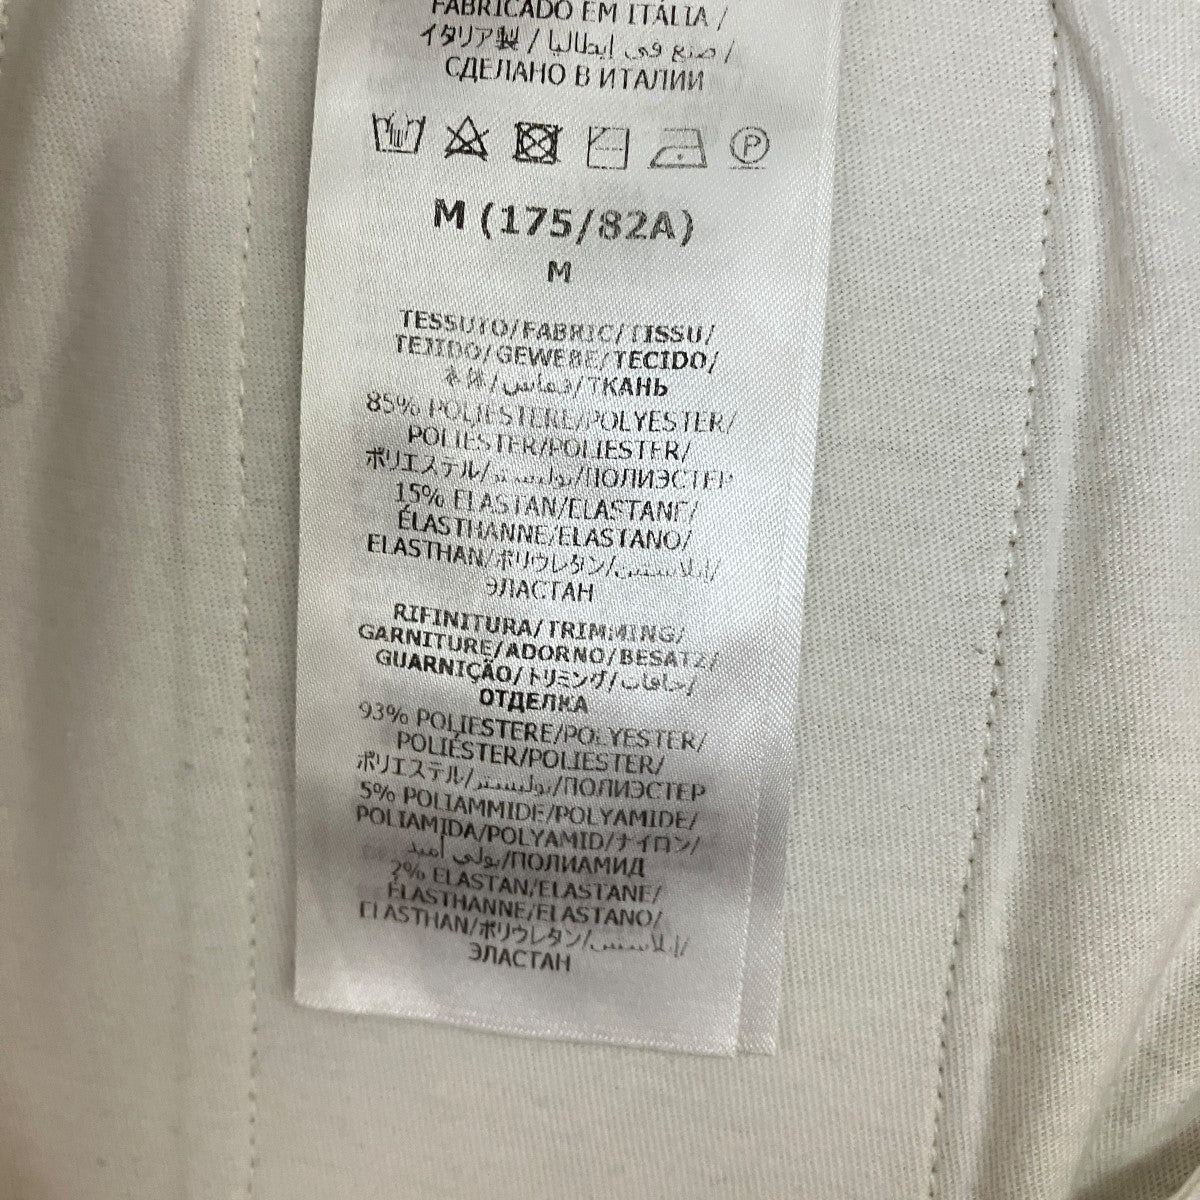 FABRICADO EM ITÁLIA /
イタリア製 / صنع في ايطاليا /
СДЕЛАНО В ИТАЛИИ
P
M (175/82A)
M
TESSUTO/FABRIC/TISSU/
TEJIDO/GEWEBE/TECIDO/
本体/قماس/ТКАНЬ
85% POLIESTERE/POLYESTER/
POLIESTER/POLIESTER/
ポリエステル/بوليستر/ПОЛИЭСТЕР
15% ELASTAN/ELASTANE/
ÉLASTHANNE/ELASTANO/
ELASTHAN/ポリウレタン/إيلاستيس/
ЭЛАСТАН
RIFINITURA/TRIMMING/
GARNITURE/ADORNO/BESATZ/
GUARNIÇÃO/トリミング/حافات/
ОТДЕЛКА
93% POLIESTERE/POLYESTER/
POLIÉSTER/POLIESTER/
ポリエステル/بوليستر/ПОЛИЭСТЕР
5% POLIAMMIDE/POLYAMIDE/
POLIAMIDA/POLYAMID/ナイロン/
بولي أميد/ПОЛИАМИД
2% ELASTAN/ELASTANE/
ÉLASTHANNE/ELASTANO/
ELASTHAN/ポリウレタン/إيلاستيس/
ЭЛАСТАН